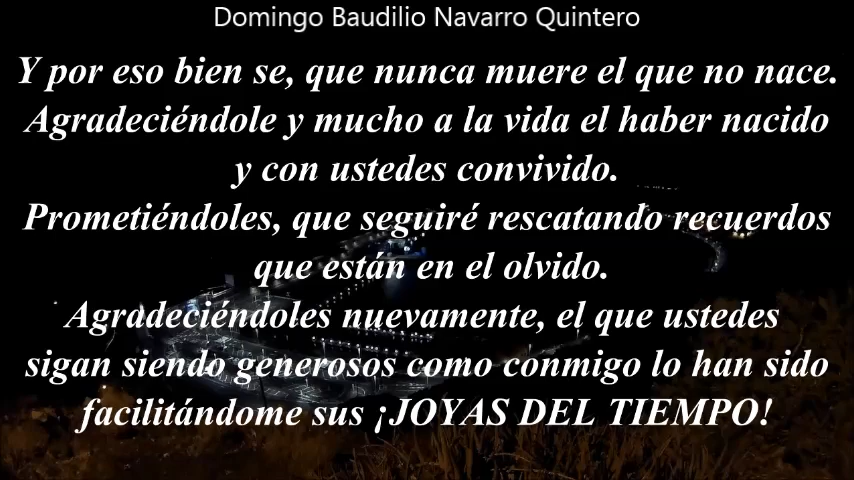 Domingo Baudilio Navarro Quintero
Y por eso bien se, que nunca muere el que no nace.
Agradeciéndole y mucho a la vida el haber nacido
y con ustedes convivido.
Prometiéndoles, que seguiré rescatando recuerdos
que están en el olvido.
Agradeciéndoles nuevamente, el que ustedes
sigan siendo generosos como conmigo lo han sido
facilitándome sus ¡JOYAS DEL TIEMPO!